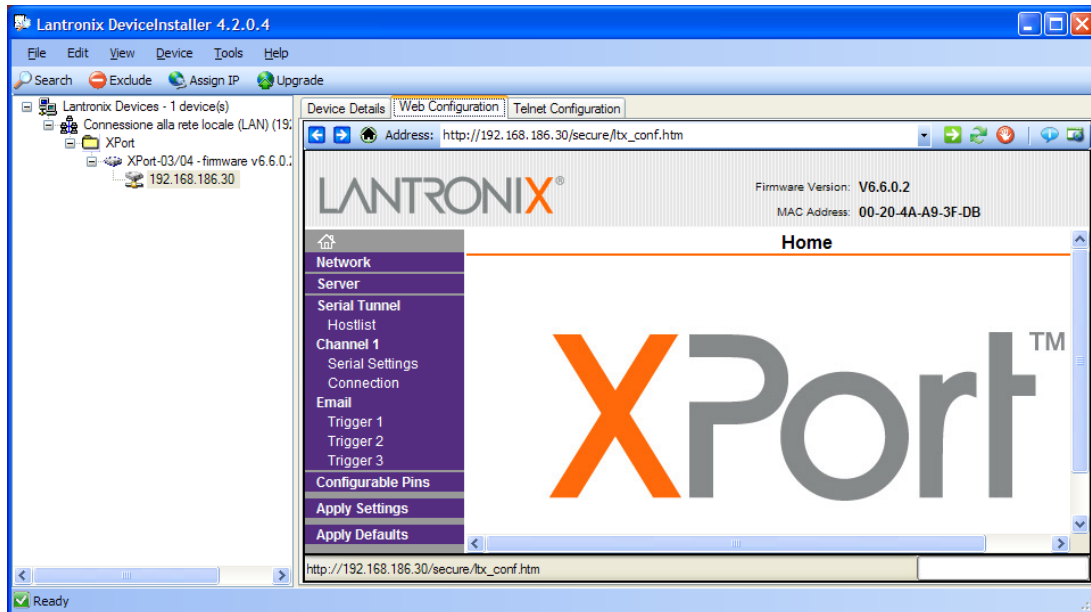 Lantronix DeviceInstaller 4.2.0.4
File Edit View Device Tools Help
Search Exclude Assign IP Upgrade
Lantronix Devices - 1 device(s)
Connessione alla rete locale (LAN) (19
XPort
XPort-03/04 - firmware v6.6.0.
192.168.186.30
Device Details Web Configuration Telnet Configuration
Address: http://192.168.186.30/secure/ltx_conf.htm
LANTRONIX®
Firmware Version: V6.6.0.2
MAC Address: 00-20-4A-A9-3F-DB
Home
Network
Server
Serial Tunnel
Hostlist
Channel 1
Serial Settings
Connection
Email
Trigger 1
Trigger 2
Trigger 3
Configurable Pins
Apply Settings
Apply Defaults
XPort™
http://192.168.186.30/secure/ltx_conf.htm
Ready